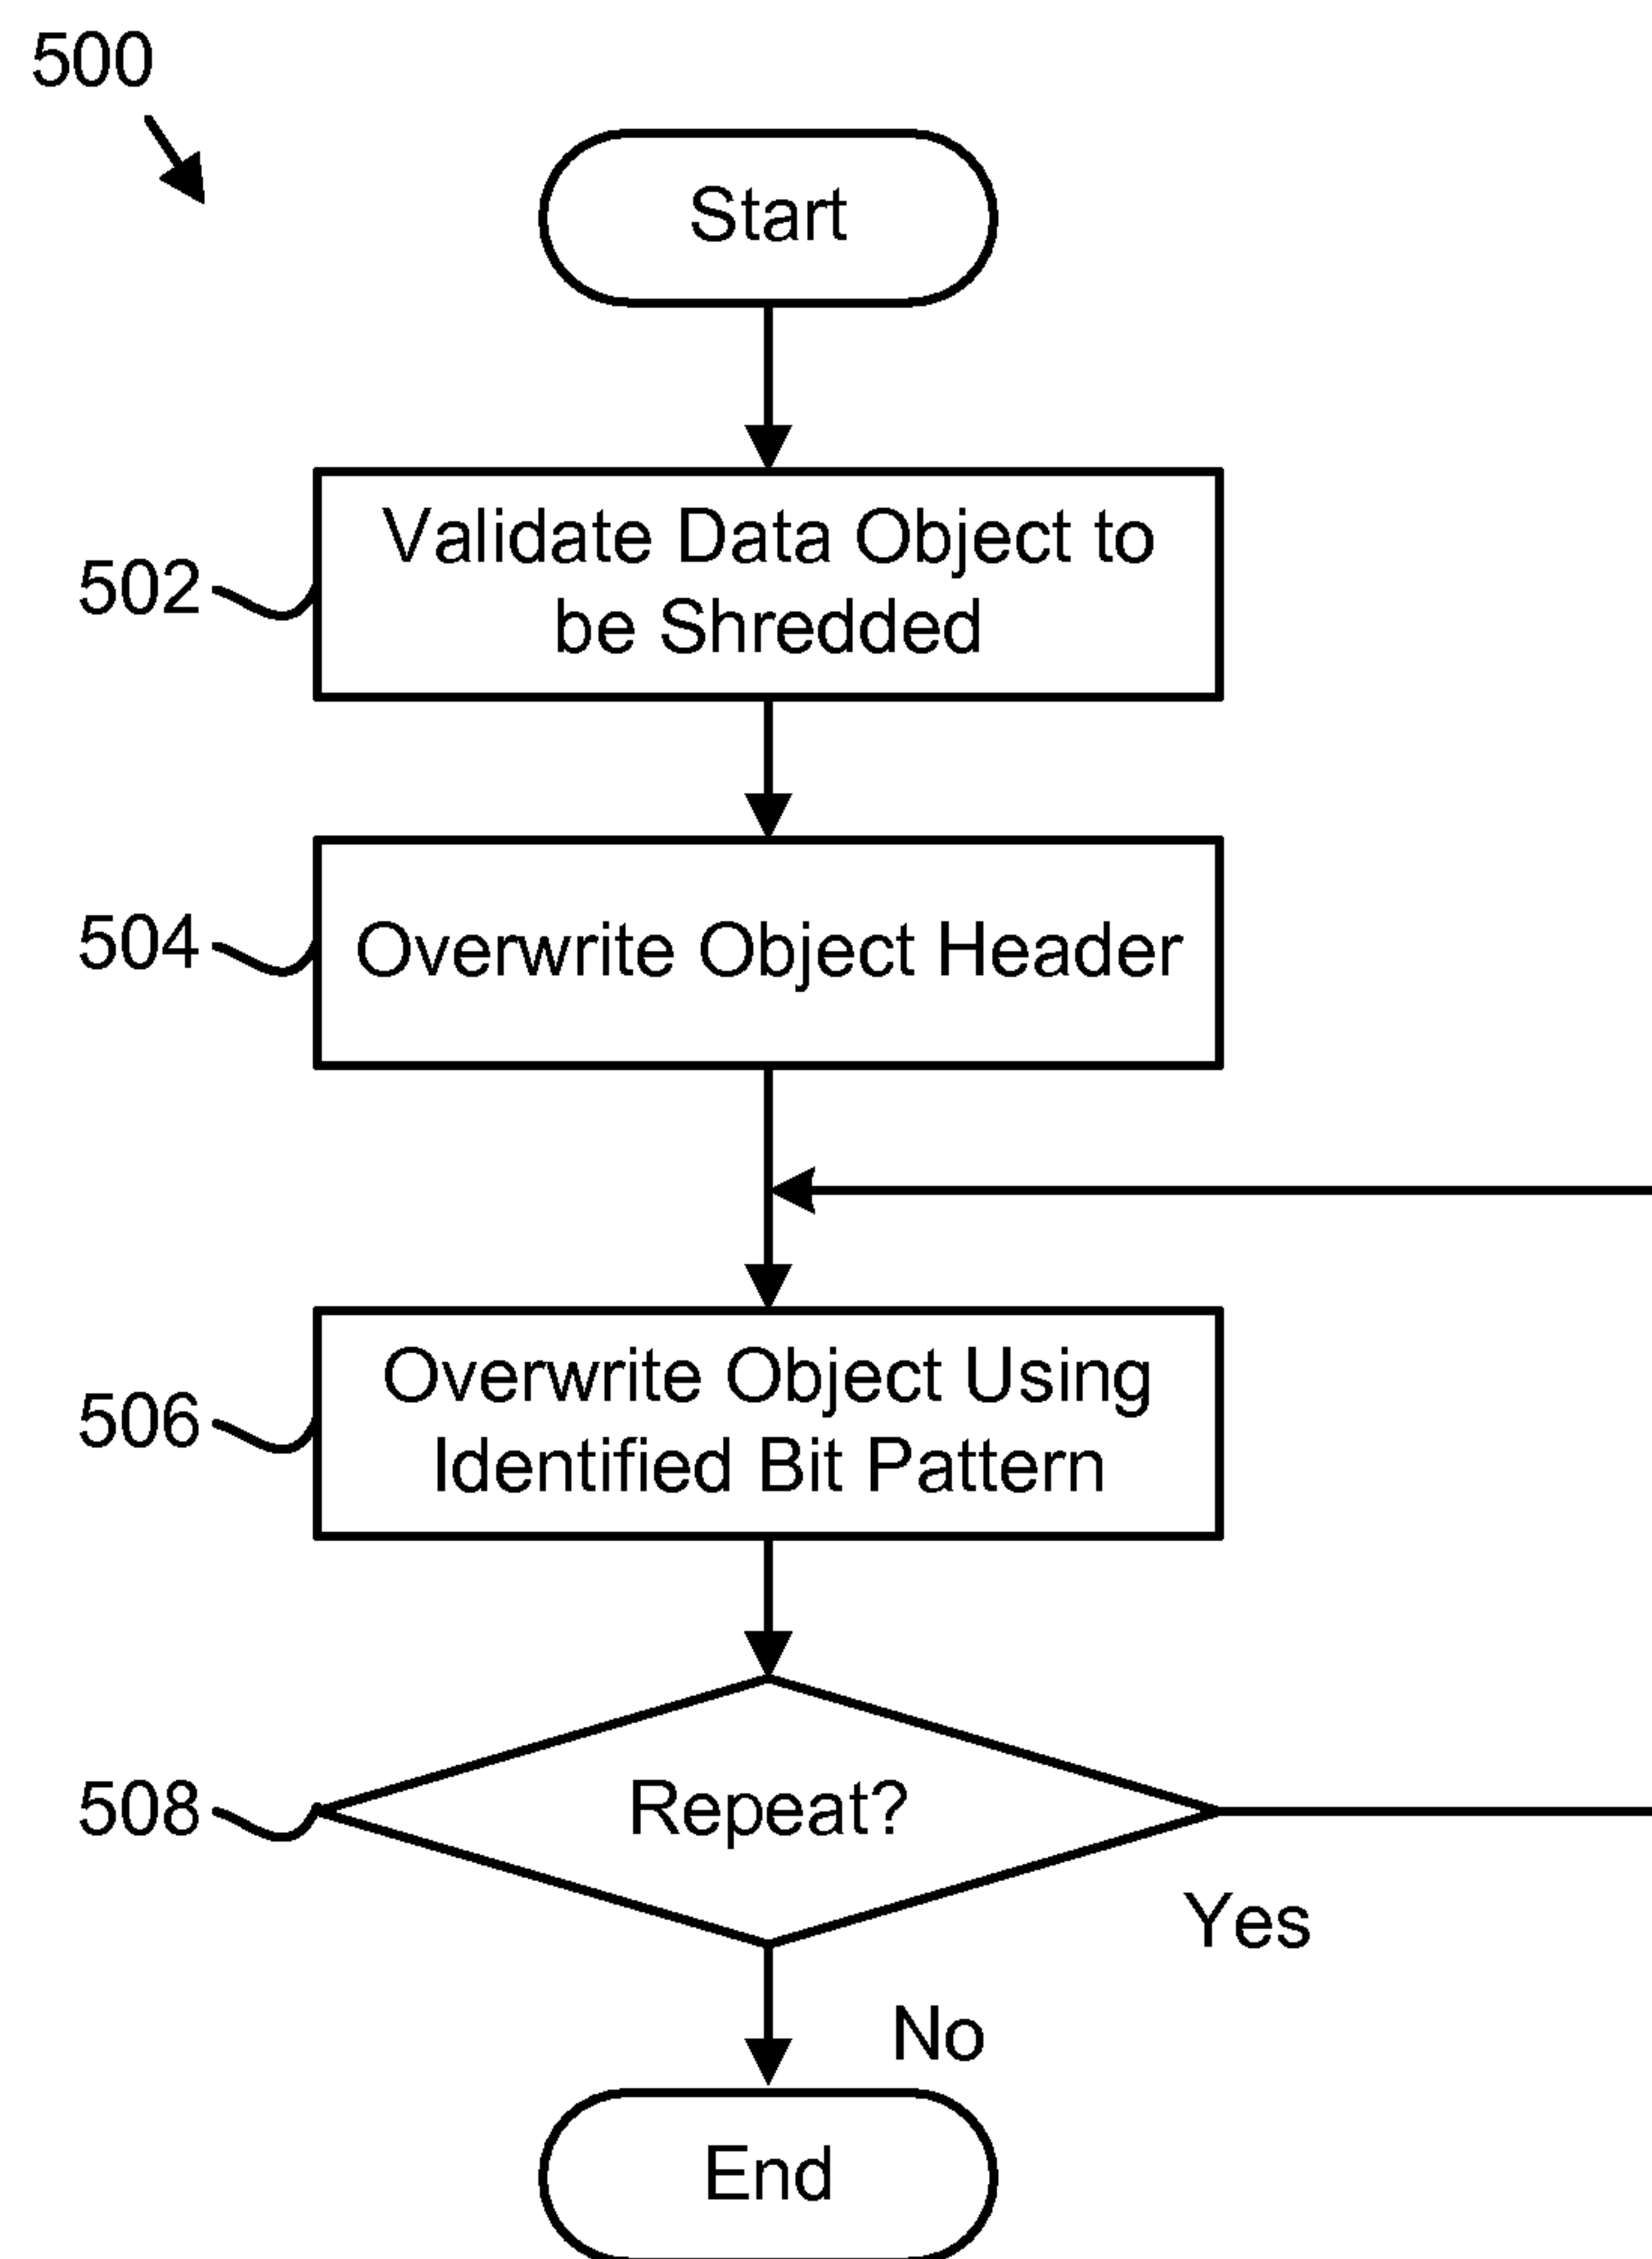 500
Start
502
Validate Data Object to
be Shredded
504
Overwrite Object Header
506
Overwrite Object Using
Identified Bit Pattern
508
Repeat?
Yes
No
End